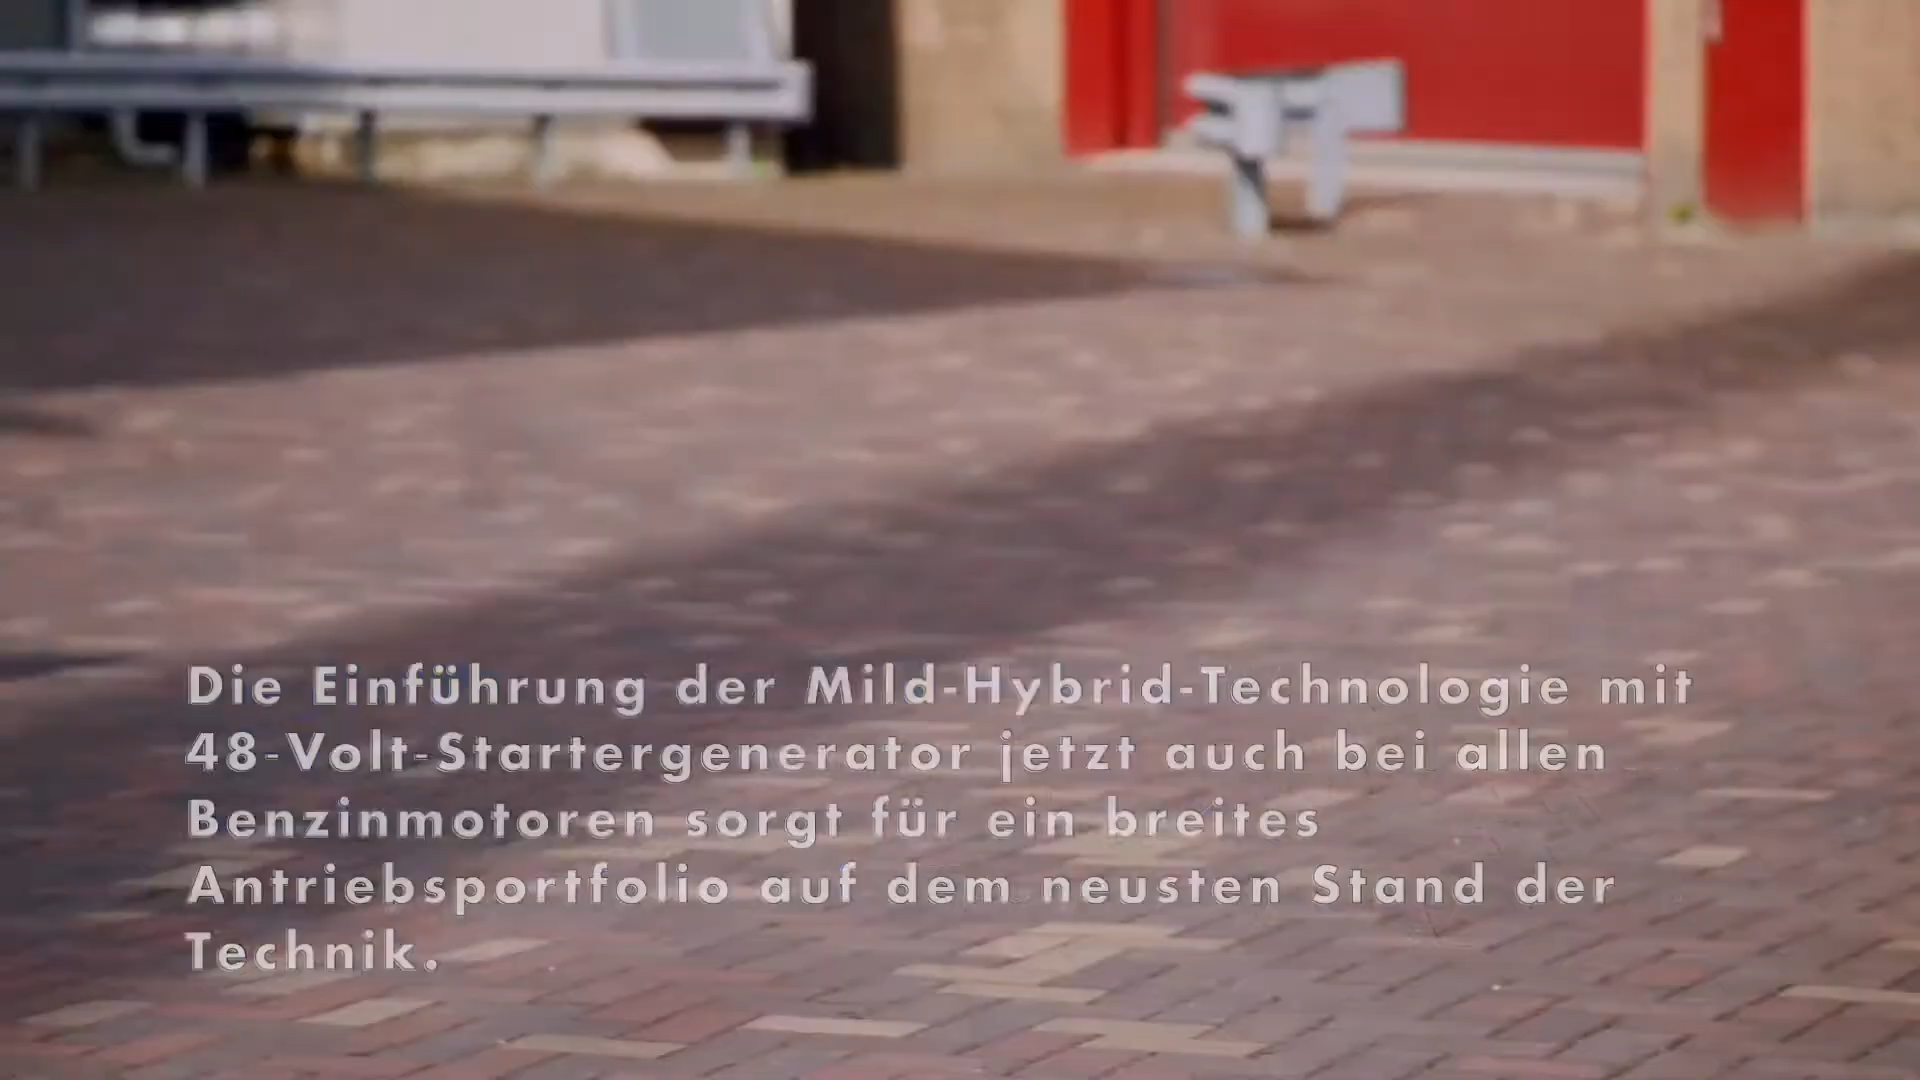 Die Einführung der Mild-Hybrid-Technologie mit
48-Volt-Startergenerator jetzt auch bei allen
Benzinmotoren sorgt für ein breites
Antriebsportfolio auf dem neusten Stand der
Technik.